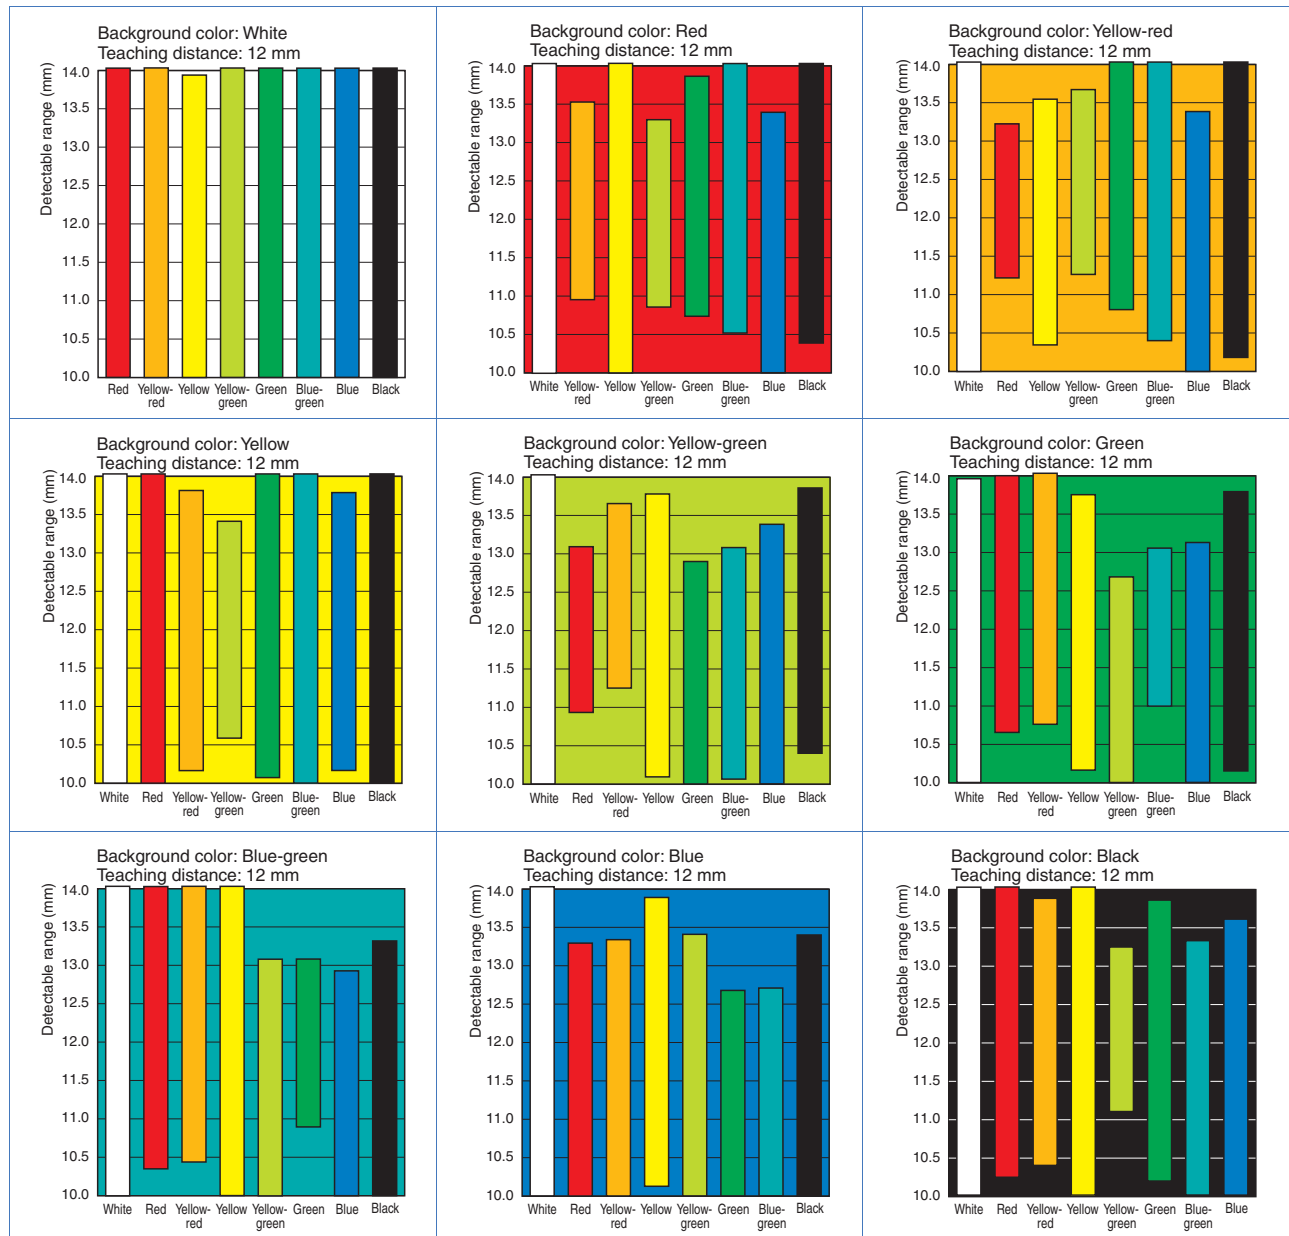 Background color: White
Teaching distance: 12 mm
Detectable range (mm)
14.0
13.5
13.0
12.5
12.0
11.5
11.0
10.5
10.0
Red Yellow- Yellow Yellow- Green Blue- Blue Black
red green green
Background color: Red
Teaching distance: 12 mm
Detectable range (mm)
14.0
13.5
13.0
12.5
12.0
11.5
11.0
10.5
10.0
White Yellow- Yellow Yellow- Green Blue- Blue Black
red green green
Background color: Yellow-red
Teaching distance: 12 mm
Detectable range (mm)
14.0
13.5
13.0
12.5
12.0
11.5
11.0
10.5
10.0
White Red Yellow Yellow- Green Blue- Blue Black
green green
Background color: Yellow
Teaching distance: 12 mm
Detectable range (mm)
14.0
13.5
13.0
12.5
12.0
11.5
11.0
10.5
10.0
White Red Yellow- Yellow- Green Blue- Blue Black
red green green
Background color: Yellow-green
Teaching distance: 12 mm
Detectable range (mm)
14.0
13.5
13.0
12.5
12.0
11.5
11.0
10.5
10.0
White Red Yellow- Yellow Green Blue- Blue Black
red green
Background color: Green
Teaching distance: 12 mm
Detectable range (mm)
14.0
13.5
13.0
12.5
12.0
11.5
11.0
10.5
10.0
White Red Yellow- Yellow Yellow- Blue- Blue Black
red green green
Background color: Blue-green
Teaching distance: 12 mm
Detectable range (mm)
14.0
13.5
13.0
12.5
12.0
11.5
11.0
10.5
10.0
White Red Yellow- Yellow Yellow- Green Blue Black
red green
Background color: Blue
Teaching distance: 12 mm
Detectable range (mm)
14.0
13.5
13.0
12.5
12.0
11.5
11.0
10.5
10.0
White Red Yellow- Yellow Yellow- Green Blue- Black
red green green
Background color: Black
Teaching distance: 12 mm
Detectable range (mm)
14.0
13.5
13.0
12.5
12.0
11.5
11.0
10.5
10.0
White Red Yellow- Yellow Yellow- Green Blue- Blue
red green green